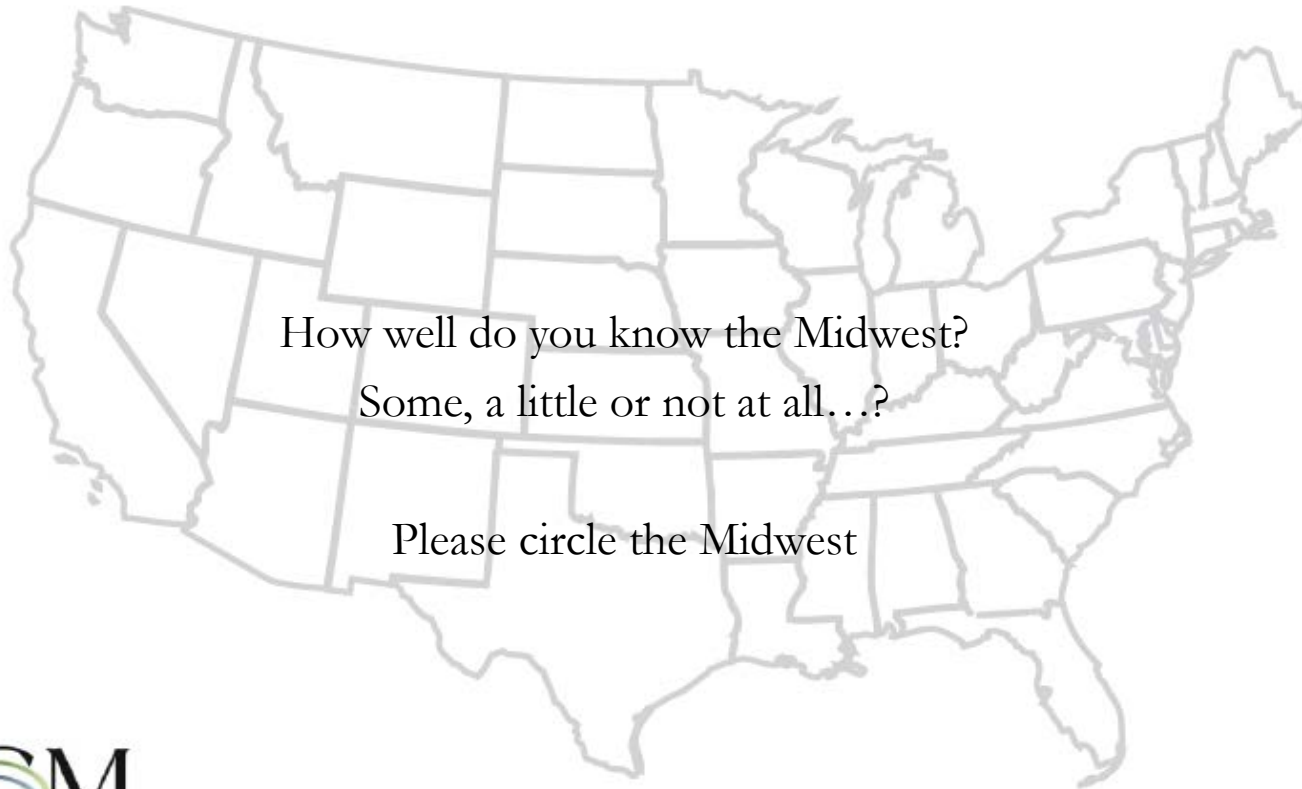 How well do you know the Midwest?
Some, a little or not at all…?
Please circle the Midwest